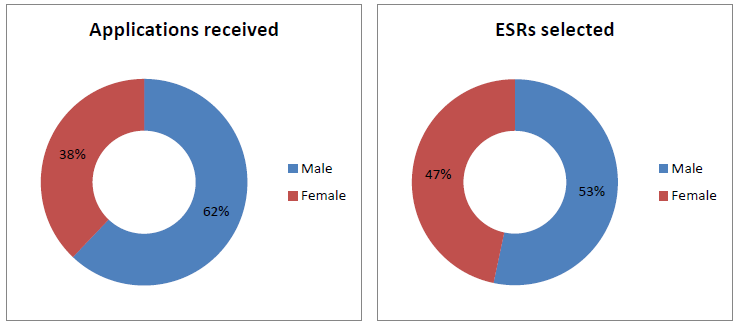 Applications received
38%
62%
Male
Female
ESRs selected
47%
53%
Male
Female